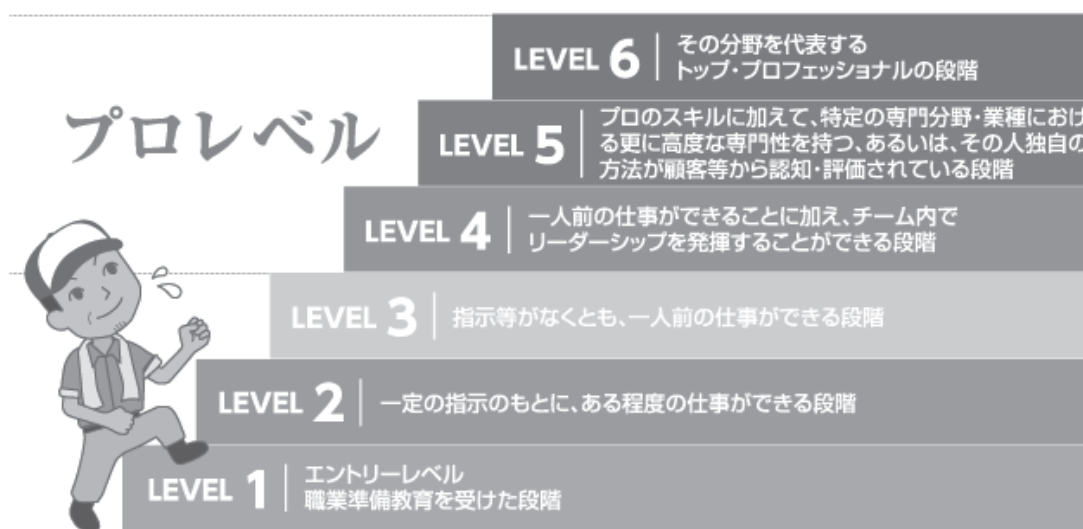 LEVEL 6 その分野を代表する
トップ・プロフェッショナルの段階
プロレベル
LEVEL 5 プロのスキルに加えて、特定の専門分野・業種におけ
る更に高度な専門性を持つ、あるいは、その人独自の
方法が顧客等から認知・評価されている段階
LEVEL 4 一人前の仕事ができることに加え、チーム内で
リーダーシップを発揮することができる段階
LEVEL 3 指示等がなくとも、一人前の仕事ができる段階
LEVEL 2 一定の指示のもとに、ある程度の仕事ができる段階
LEVEL 1 エントリーレベル
職業準備教育を受けた段階